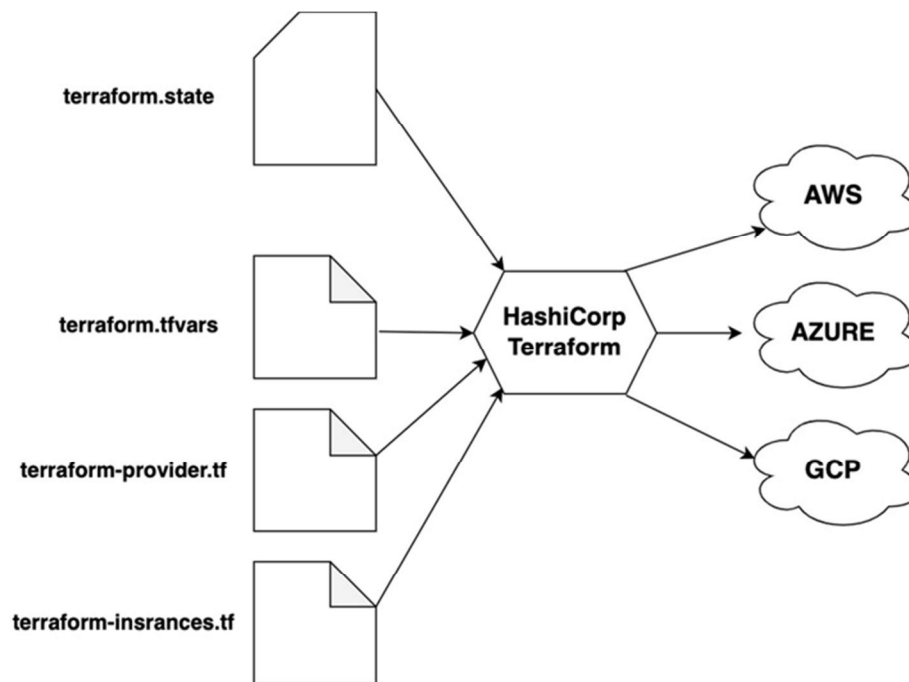 terraform.state
terraform.tfvars
terraform-provider.tf
terraform-insrances.tf
HashiCorp
Terraform
AWS
AZURE
GCP